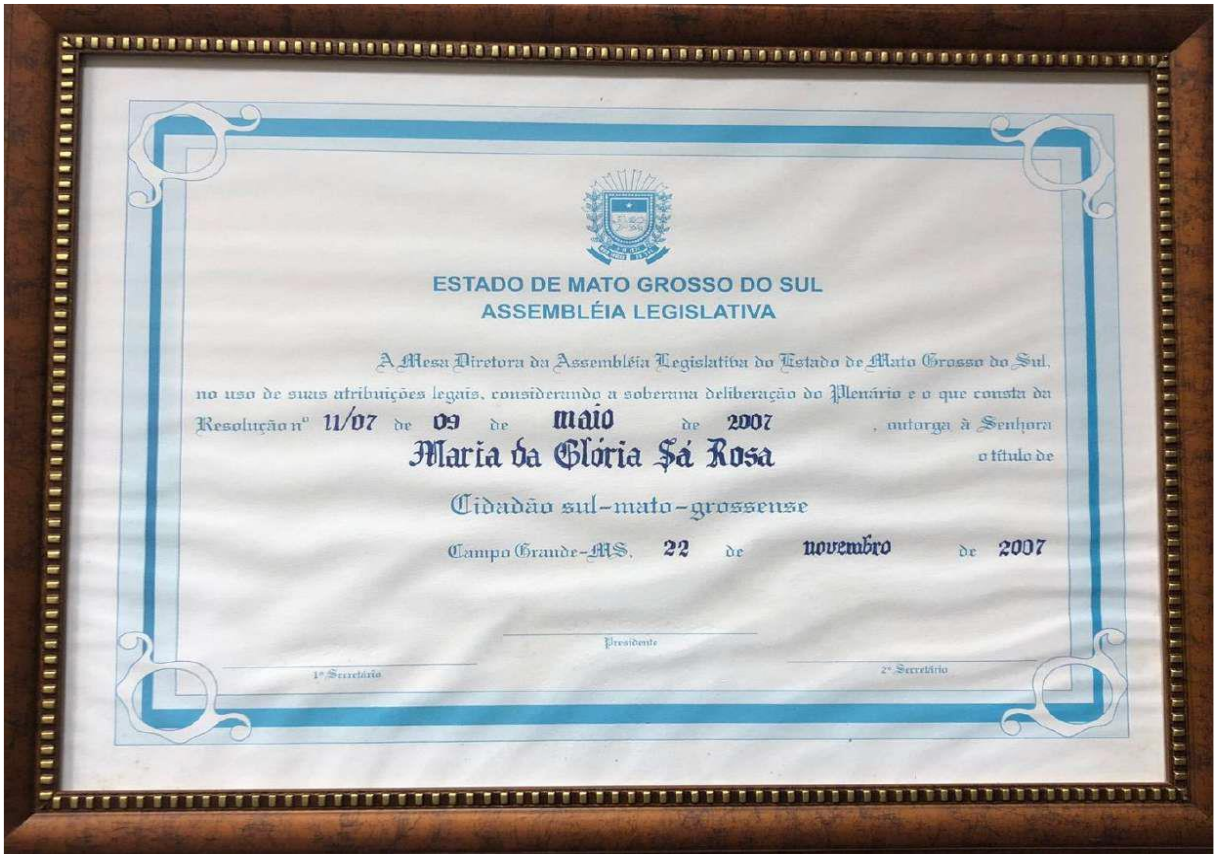 ESTADO DE MATO GROSSO DO SUL
ASSEMBLÉIA LEGISLATIVA
A Mesa Diretora da Assembléia Legislativa do Estado de Mato Grosso do Sul,
no uso de suas atribuições legais, considerando a soberana deliberação do Plenário e o que consta da
Resolução nº 11/07 de 09 de maio de 2007 , outorga à Senhora
Maria da Glória Sá Rosa o título de
Cidadão sul-mato-grossense
Campo Grande-MS, 22 de novembro de 2007
Presidente
1º Secretário 2º Secretário